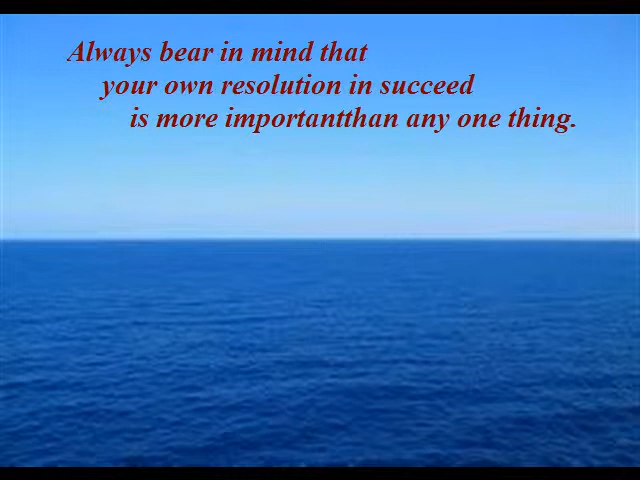 Always bear in mind that
your own resolution in succeed
is more importantthan any one thing.